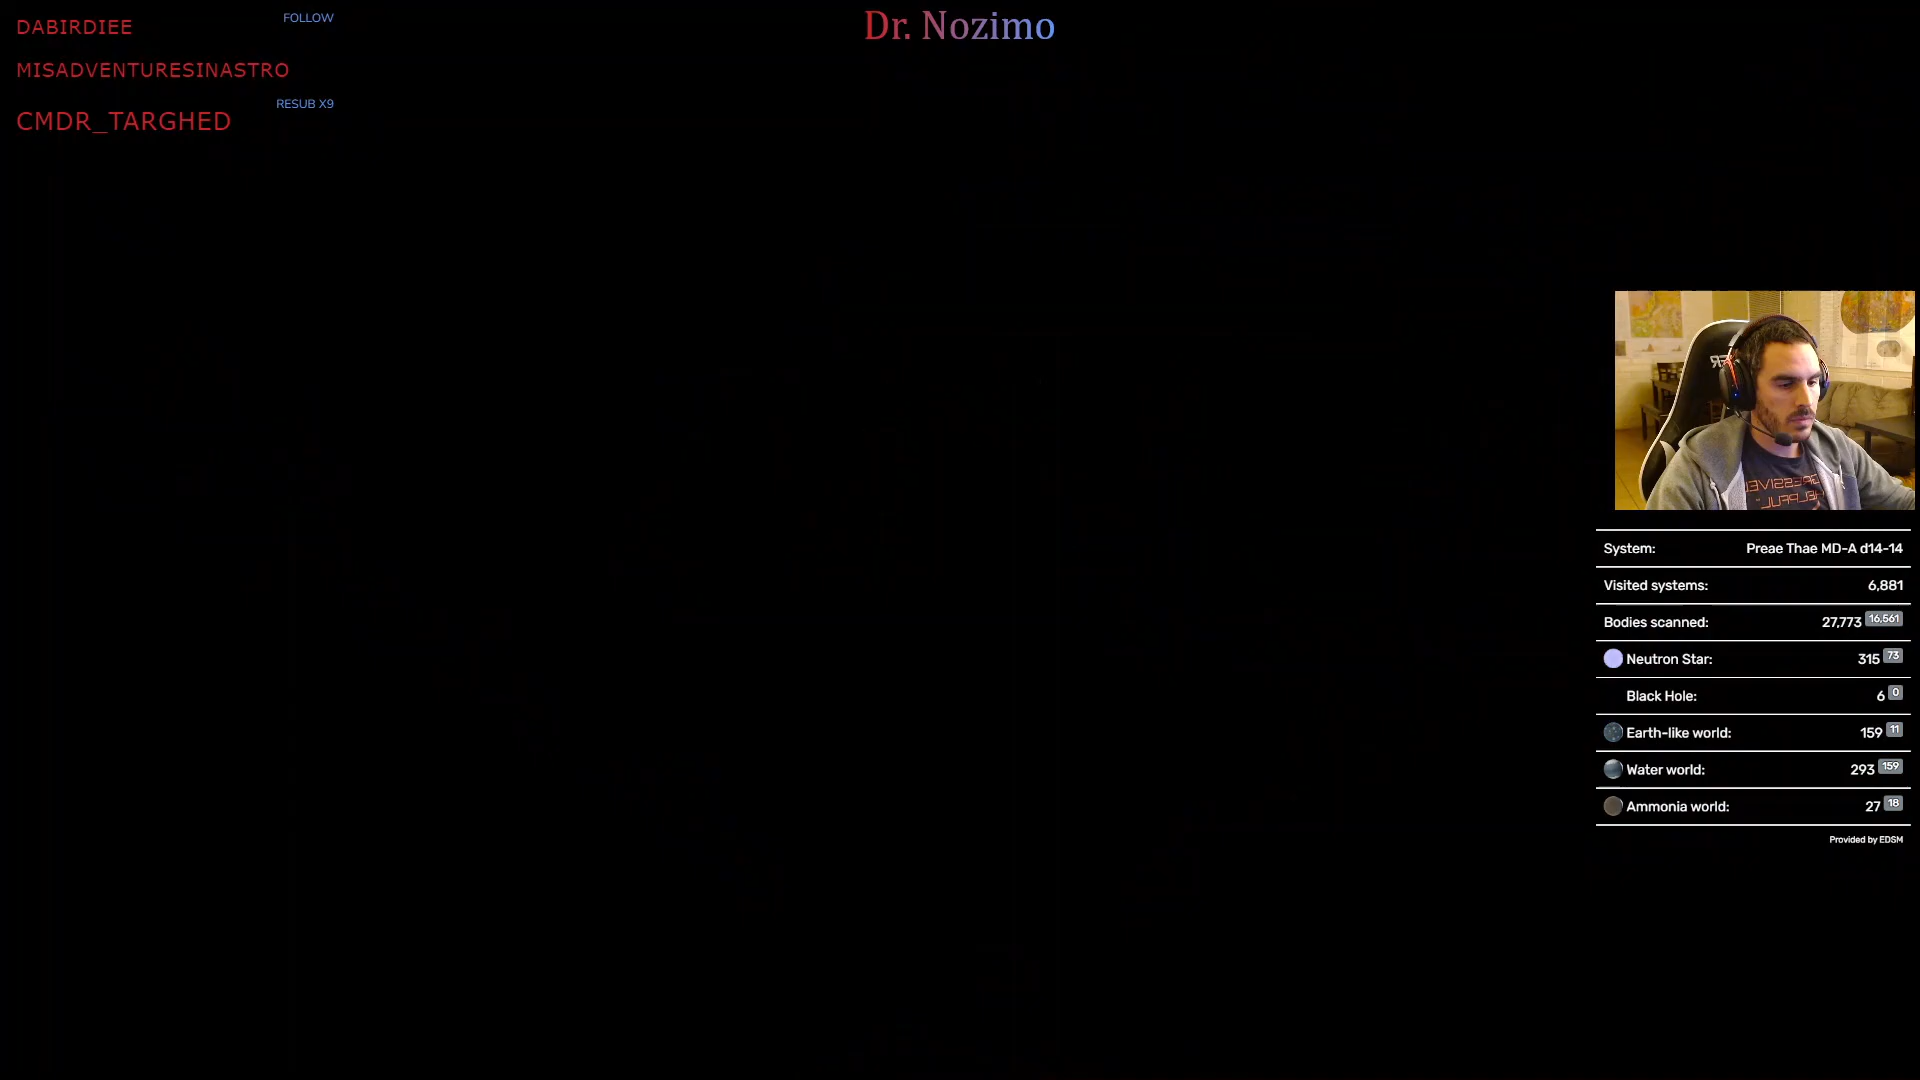 DABIRDIEE
FOLLOW
Dr. Nozimo
MISADVENTURESINASTRO
RESUB X9
CMDR_TARGHED
System: Preae Thae MD-A d14-14
Visited systems: 6,881
Bodies scanned: 27,773 16,561
Neutron Star: 315 73
Black Hole: 6 0
Earth-like world: 159 11
Water world: 293 159
Ammonia world: 27 18
Provided by EDSM